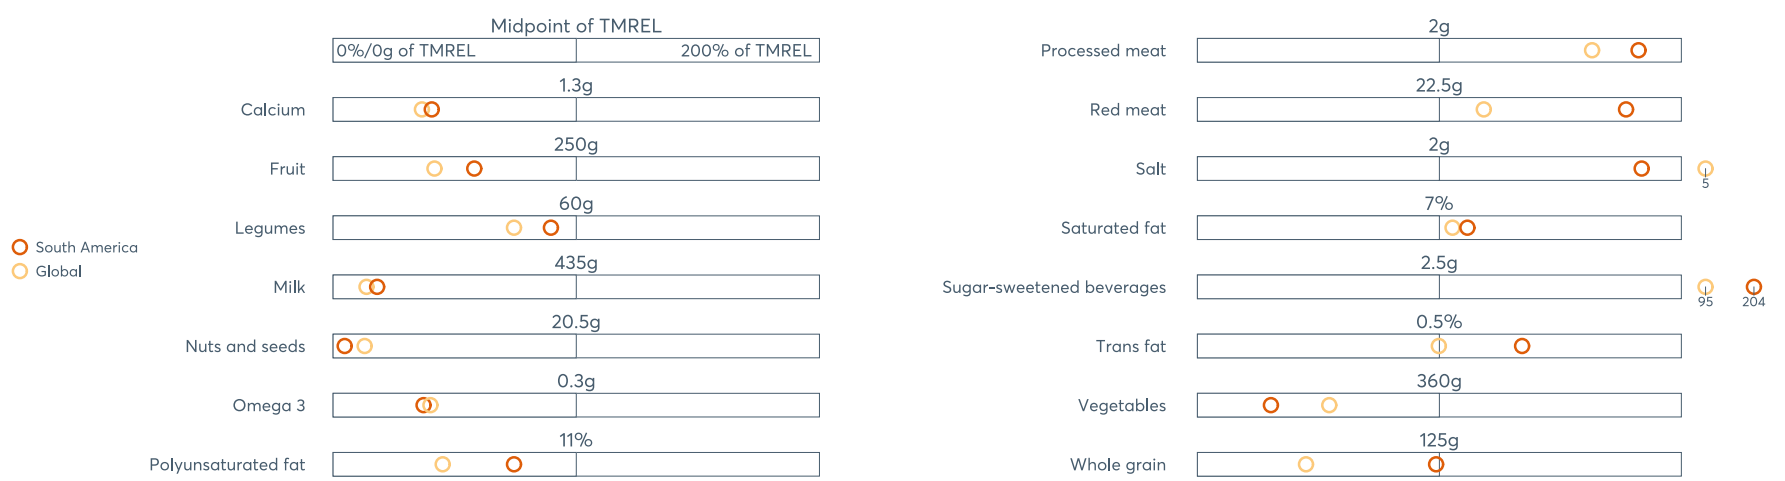 Midpoint of TMREL
0%/0g of TMREL 200% of TMREL
Calcium 1.3g
Fruit 250g
Legumes 60g
Milk 435g
Nuts and seeds 20.5g
Omega 3 0.3g
Polyunsaturated fat 11%
South America
Global
Processed meat 2g
Red meat 22.5g
Salt 2g
5
Saturated fat 7%
Sugar-sweetened beverages 2.5g
95 204
Trans fat 0.5%
Vegetables 360g
Whole grain 125g